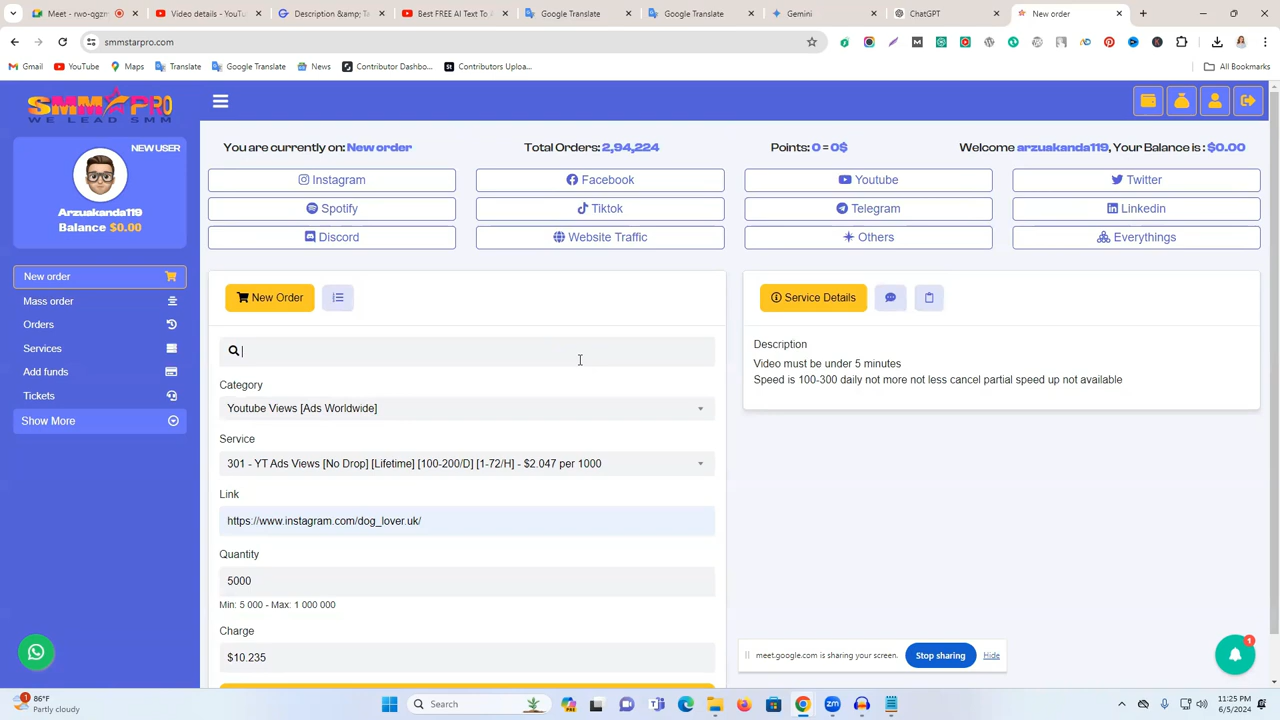 Meet - rwo-qgzn
Video details - YouTu
Description &amp; T
Best FREE AI Text To A
Google Translate
Google Translate
Gemini
ChatGPT
New order
smmstarpro.com
Gmail
YouTube
Maps
Translate
Google Translate
News
Contributor Dashbo...
Contributors Uploa...
All Bookmarks
SMM PRO
WE LEAD SMM
NEW USER
Arzuakanda119
Balance $0.00
New order
Mass order
Orders
Services
Add funds
Tickets
Show More
You are currently on: New order
Total Orders: 2,94,224
Points: 0 = 0$
Welcome arzuakanda119, Your Balance is : $0.00
Instagram
Facebook
Youtube
Twitter
Spotify
Tiktok
Telegram
Linkedin
Discord
Website Traffic
Others
Everythings
New Order
Category
Youtube Views [Ads Worldwide]
Service
301 - YT Ads Views [No Drop] [Lifetime] [100-200/D] [1-72/H] - $2.047 per 1000
Link
https://www.instagram.com/dog_lover.uk/
Quantity
5000
Min: 5 000 - Max: 1 000 000
Charge
$10.235
Service Details
Description
Video must be under 5 minutes
Speed is 100-300 daily not more not less cancel partial speed up not available
meet.google.com is sharing your screen.
Stop sharing
Hide
1
1
86°F
Partly cloudy
Search
11:25 PM
6/5/2024